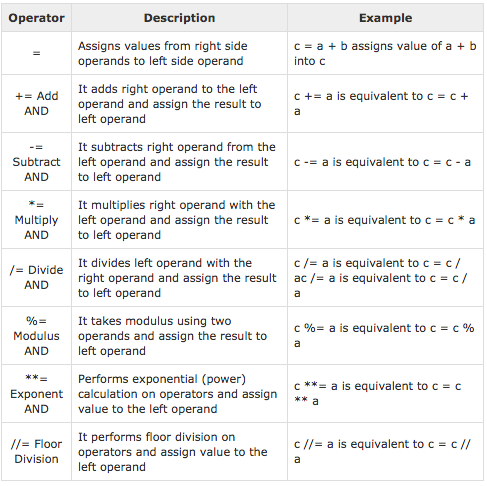 Operator Description Example
= Assigns values from right side operands to left side operand c = a + b assigns value of a + b into c
+= Add AND It adds right operand to the left operand and assign the result to left operand c += a is equivalent to c = c + a
-= Subtract AND It subtracts right operand from the left operand and assign the result to left operand c -= a is equivalent to c = c - a
*= Multiply AND It multiplies right operand with the left operand and assign the result to left operand c *= a is equivalent to c = c * a
/= Divide AND It divides left operand with the right operand and assign the result to left operand c /= a is equivalent to c = c / ac /= a is equivalent to c = c / a
%= Modulus AND It takes modulus using two operands and assign the result to left operand c %= a is equivalent to c = c % a
**= Exponent AND Performs exponential (power) calculation on operators and assign value to the left operand c **= a is equivalent to c = c ** a
//= Floor Division It performs floor division on operators and assign value to the left operand c //= a is equivalent to c = c // a